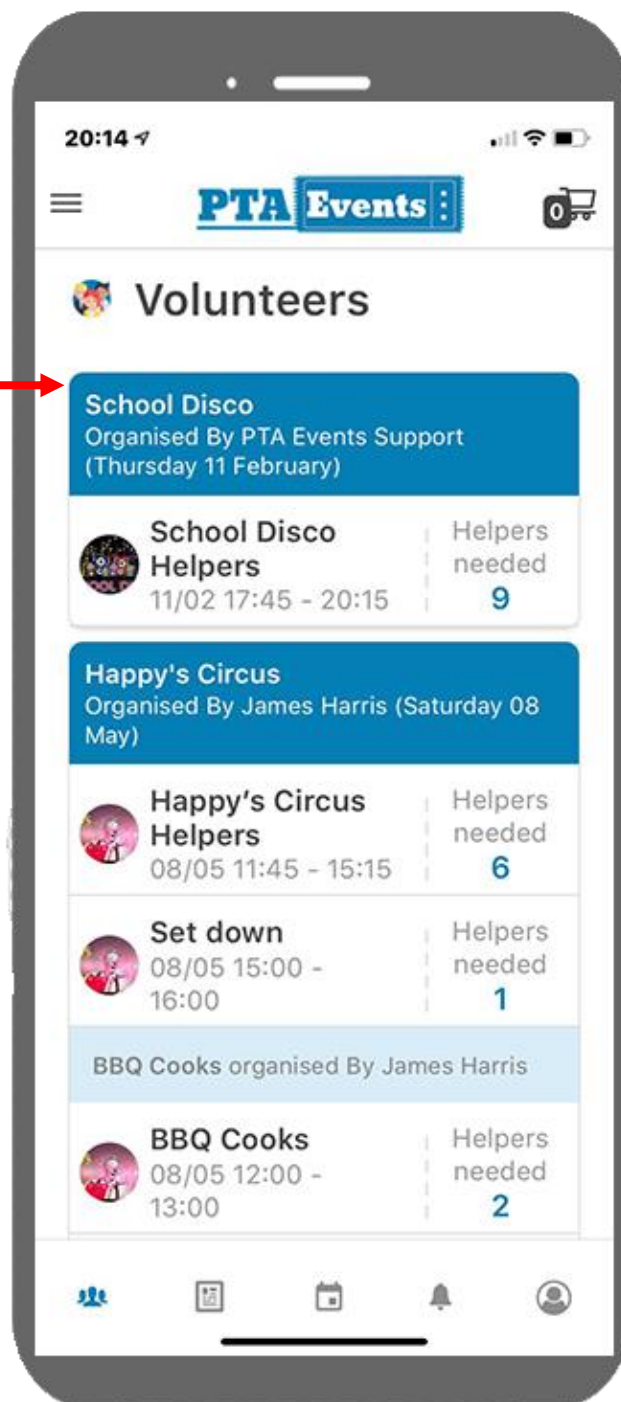 20:14
PTA Events
0
Volunteers
School Disco
Organised By PTA Events Support
(Thursday 11 February)
School Disco
Helpers
11/02 17:45 - 20:15
Helpers
needed
9
Happy's Circus
Organised By James Harris (Saturday 08
May)
Happy’s Circus
Helpers
08/05 11:45 - 15:15
Helpers
needed
6
Set down
08/05 15:00 -
16:00
Helpers
needed
1
BBQ Cooks organised By James Harris
BBQ Cooks
08/05 12:00 -
13:00
Helpers
needed
2